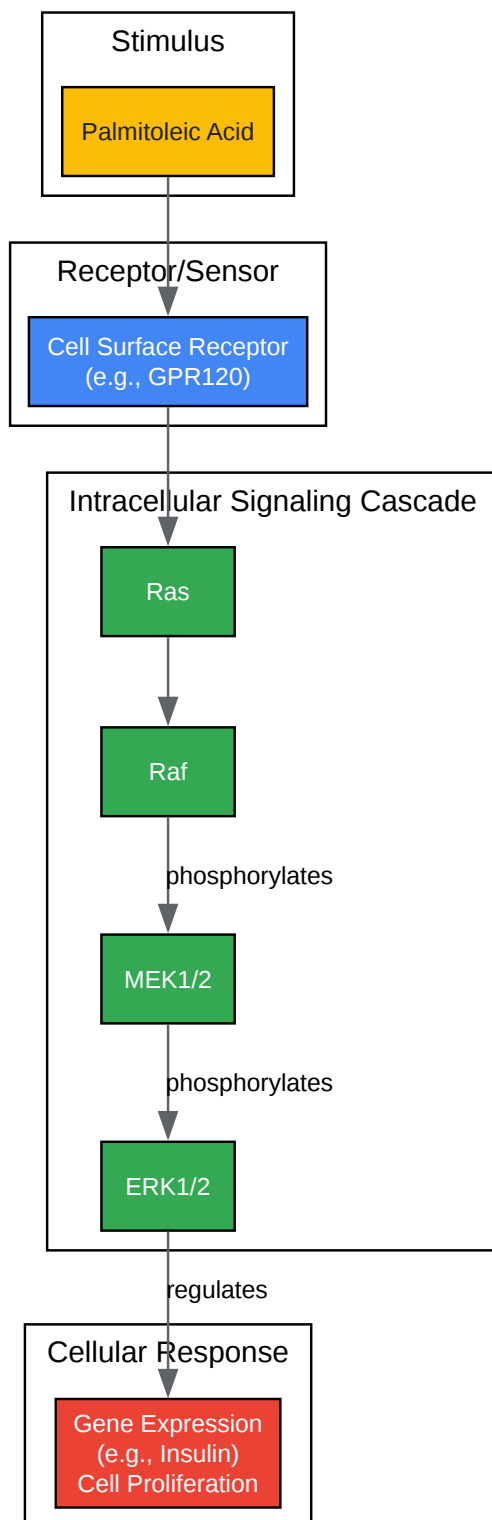 Stimulus
Palmitoleic Acid
Receptor/Sensor
Cell Surface Receptor
(e.g., GPR120)
Intracellular Signaling Cascade
Ras
Raf
phosphorylates
MEK1/2
phosphorylates
ERK1/2
regulates
Cellular Response
Gene Expression
(e.g., Insulin)
Cell Proliferation